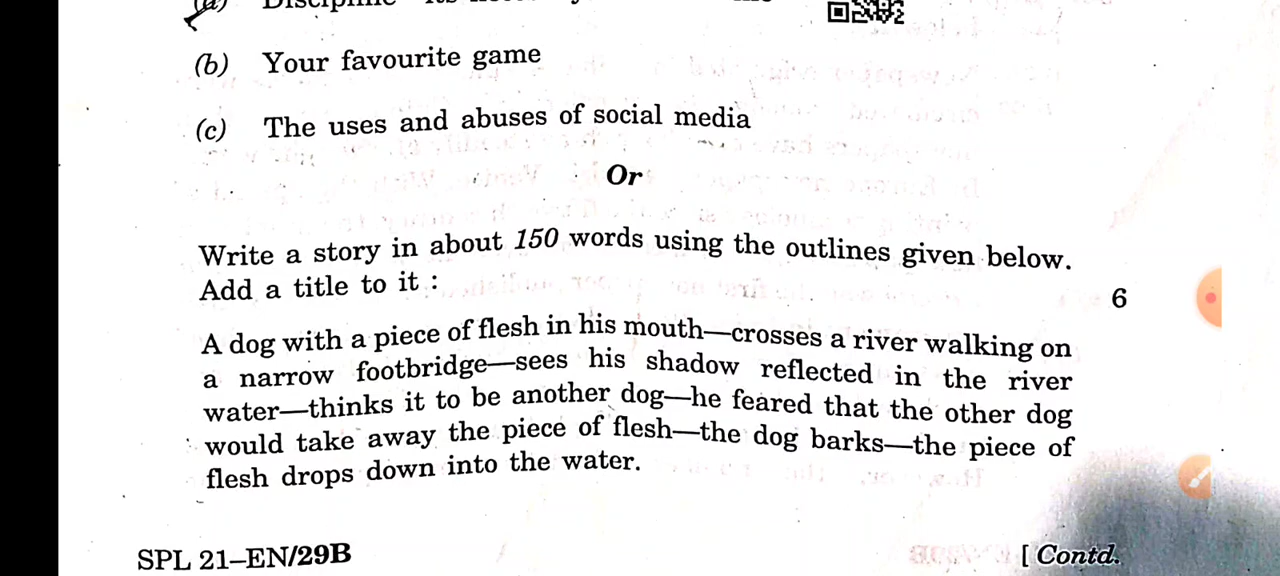 (b) Your favourite game
(c) The uses and abuses of social media
Or
Write a story in about 150 words using the outlines given below.
Add a title to it :
6
A dog with a piece of flesh in his mouth—crosses a river walking on
a narrow footbridge—sees his shadow reflected in the river
water—thinks it to be another dog—he feared that the other dog
would take away the piece of flesh—the dog barks—the piece of
flesh drops down into the water.
SPL 21–EN/29B
[ Contd.